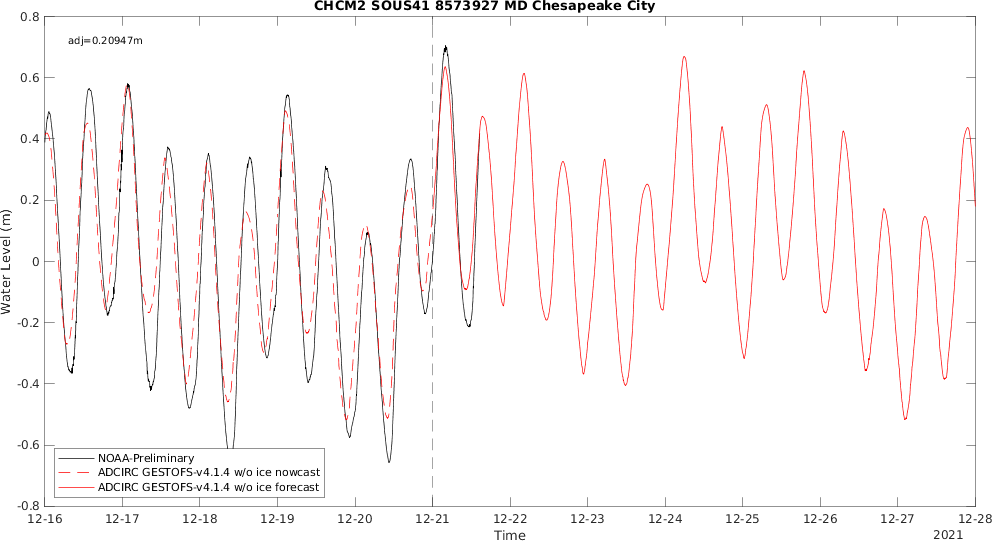 CHCM2 SOUS41 8573927 MD Chesapeake City
adj=0.20947m
0.8
0.6
0.4
0.2
0
-0.2
-0.4
-0.6
-0.8
Water Level (m)
NOAA-Preliminary
ADCIRC GESTOFS-v4.1.4 w/o ice nowcast
ADCIRC GESTOFS-v4.1.4 w/o ice forecast
12-16 12-17 12-18 12-19 12-20 12-21 12-22 12-23 12-24 12-25 12-26 12-27 12-28
Time
2021